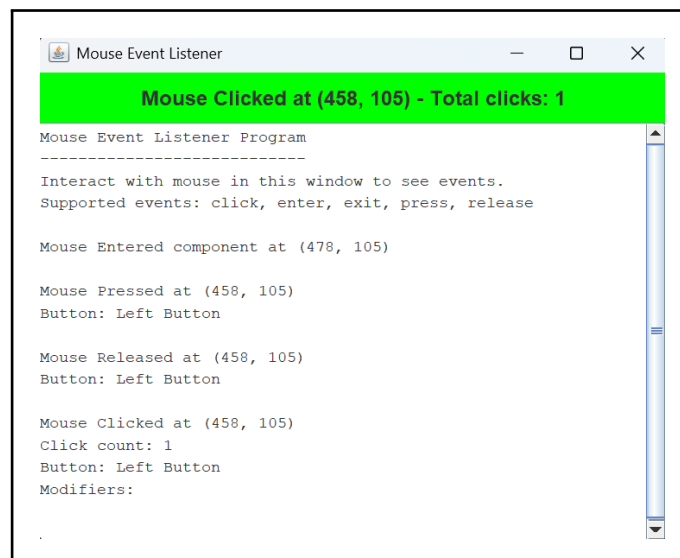 Mouse Event Listener
Mouse Clicked at (458, 105) - Total clicks: 1
Mouse Event Listener Program
----------------------------
Interact with mouse in this window to see events.
Supported events: click, enter, exit, press, release
Mouse Entered component at (478, 105)
Mouse Pressed at (458, 105)
Button: Left Button
Mouse Released at (458, 105)
Button: Left Button
Mouse Clicked at (458, 105)
Click count: 1
Button: Left Button
Modifiers: